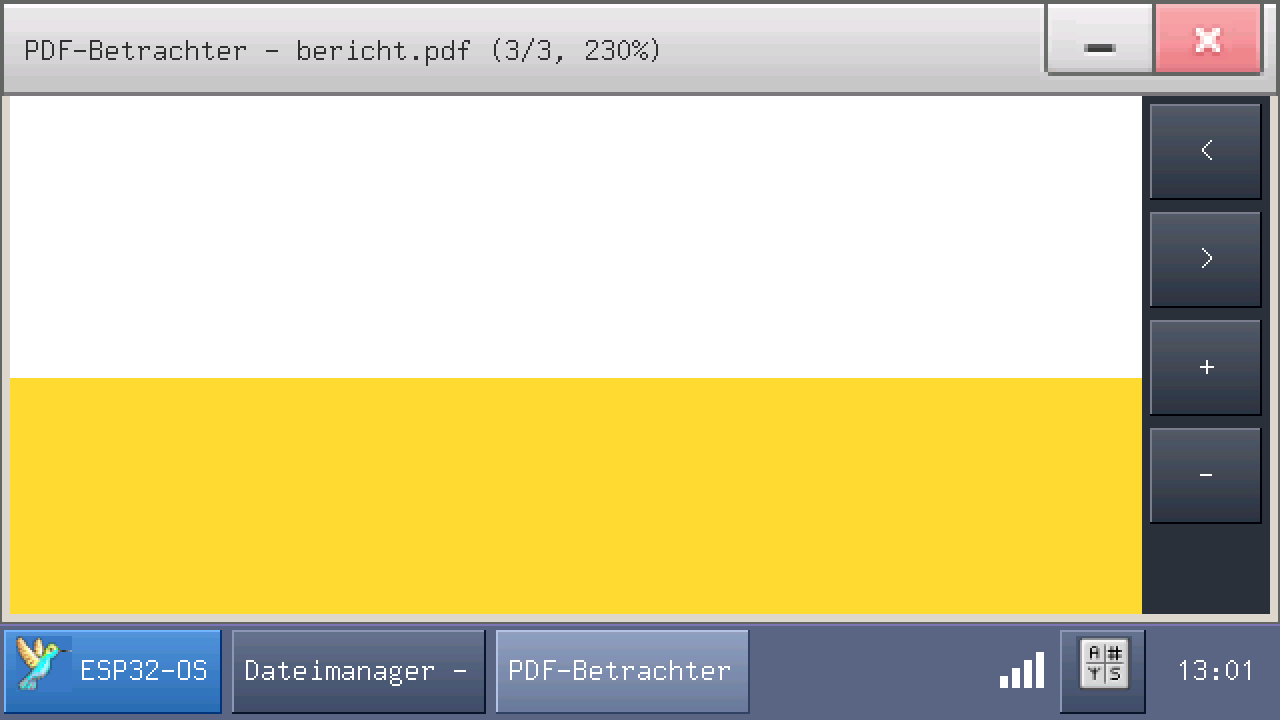 PDF-Betrachter - bericht.pdf (3/3, 230%)
<
>
+
-
ESP32-OS
Dateimanager -
PDF-Betrachter
A #
Ϯ S
13:01